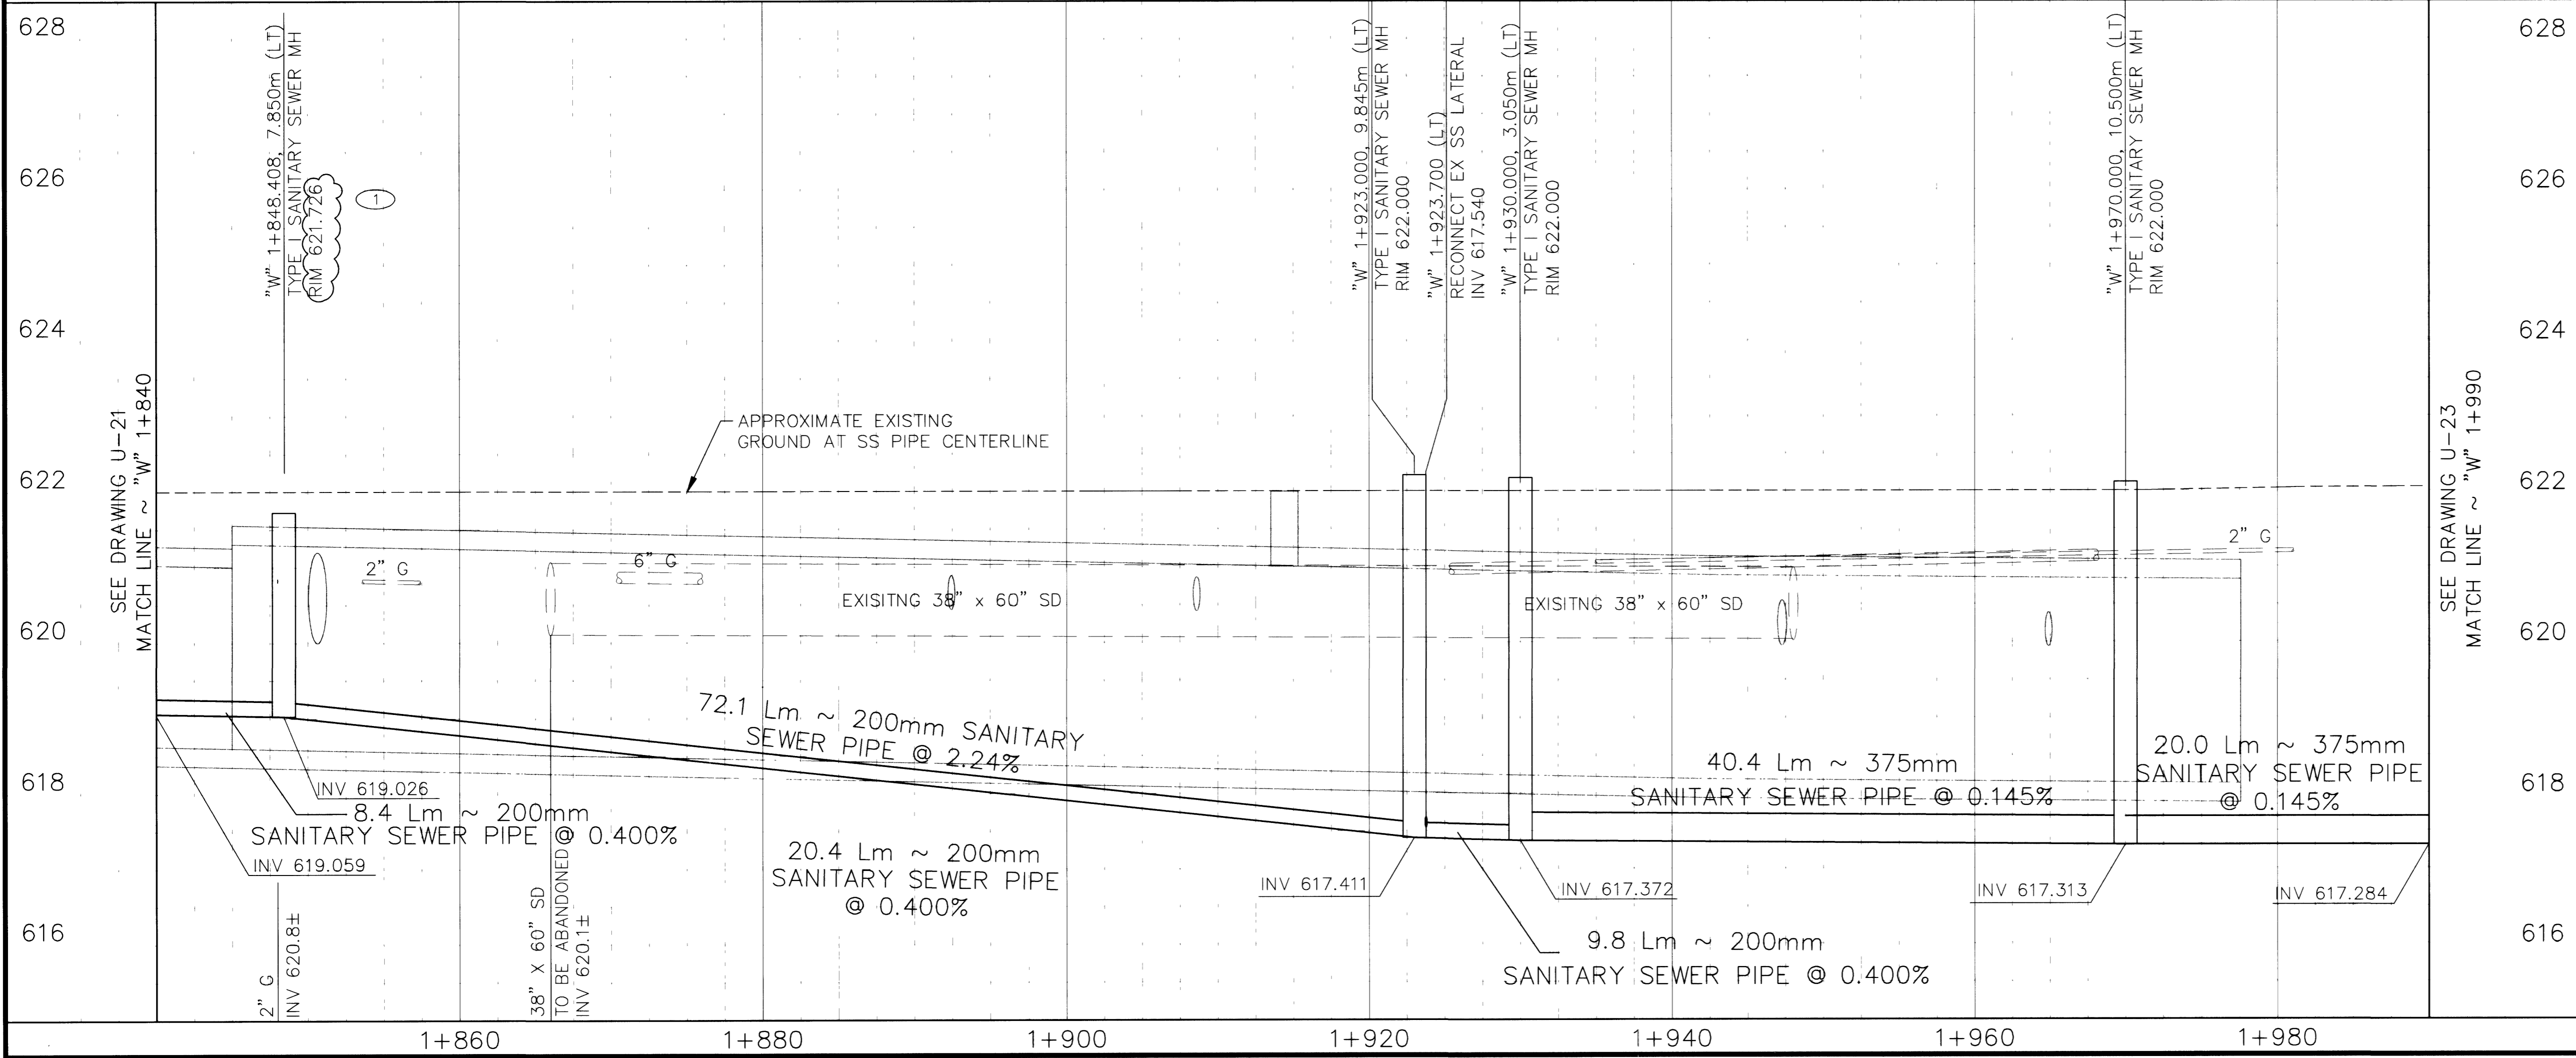 628
626
624
622
620
618
616
SEE DRAWING U-21
MATCH LINE ~ "W" 1+840
"W" 1+848.408, 7.850m (LT)
TYPE I SANITARY SEWER MH
RIM 621.726
1
APPROXIMATE EXISTING
GROUND AT SS PIPE CENTERLINE
"W" 1+923.000, 9.845m (LT)
TYPE I SANITARY SEWER MH
RIM 622.000
"W" 1+923.700 (LT)
RECONNECT EX SS LATERAL
INV 617.540
"W" 1+930.000, 3.050m (LT)
TYPE I SANITARY SEWER MH
RIM 622.000
"W" 1+970.000, 10.500m (LT)
TYPE I SANITARY SEWER MH
RIM 622.000
2" G
6" G
EXISITNG 38" x 60" SD
EXISITNG 38" x 60" SD
2" G
72.1 Lm ~ 200mm SANITARY
SEWER PIPE @ 2.24%
INV 619.026
8.4 Lm ~ 200mm
SANITARY SEWER PIPE @ 0.400%
INV 619.059
20.4 Lm ~ 200mm
SANITARY SEWER PIPE
@ 0.400%
40.4 Lm ~ 375mm
SANITARY SEWER PIPE @ 0.145%
20.0 Lm ~ 375mm
SANITARY SEWER PIPE
@ 0.145%
INV 617.411
INV 617.372
INV 617.313
INV 617.284
9.8 Lm ~ 200mm
SANITARY SEWER PIPE @ 0.400%
2" G
INV 620.8±
38" X 60" SD
TO BE ABANDONED
INV 620.1±
SEE DRAWING U-23
MATCH LINE ~ "W" 1+990
628
626
624
622
620
618
616
1+860
1+880
1+900
1+920
1+940
1+960
1+980